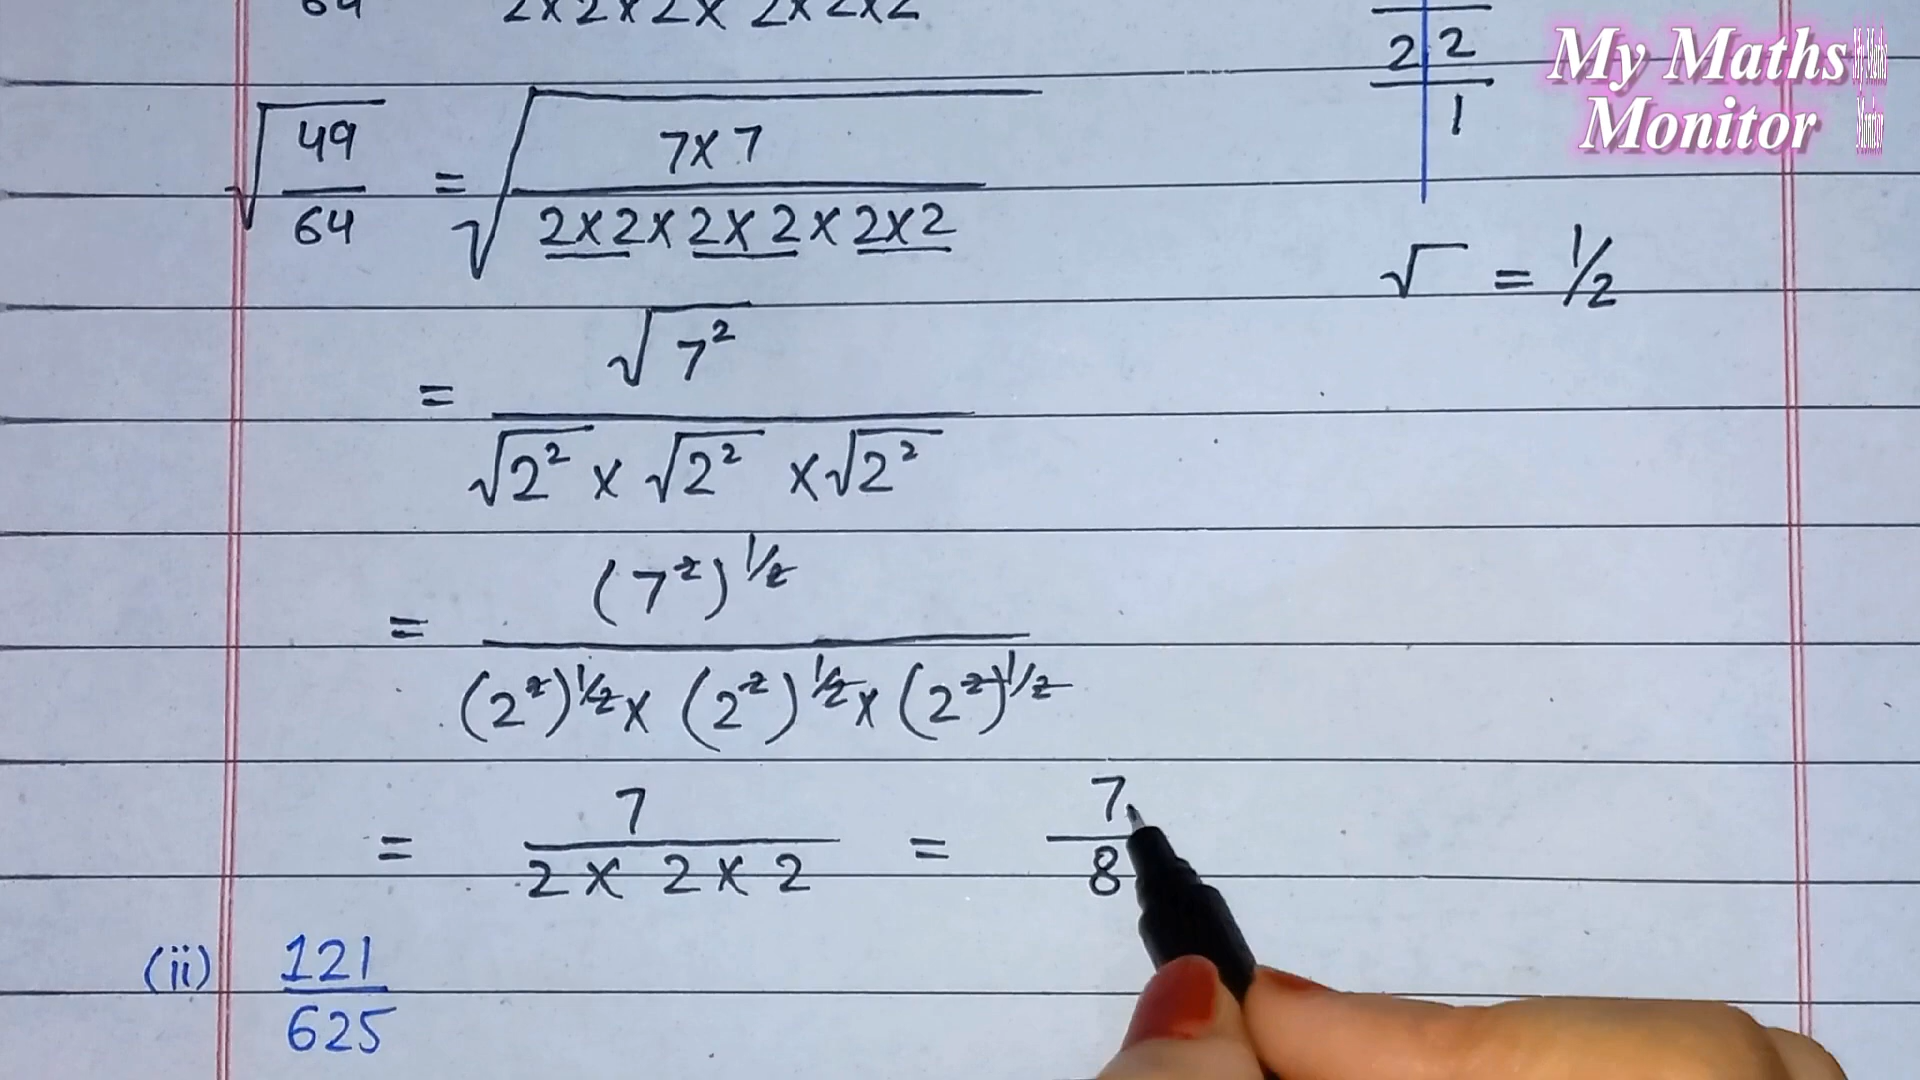 64 2×2×2× 2×2×2
2 2
1
My Maths
Monitor
√49/64 = √7×7/2×2×2×2×2×2
√ = 1/2
= √7²/√2² × √2² × √2²
= (7²)^1/2/(2²)^1/2 × (2²)^1/2 × (2²)^1/2
= 7/2 × 2 × 2 = 7/8
(ii) 121/625